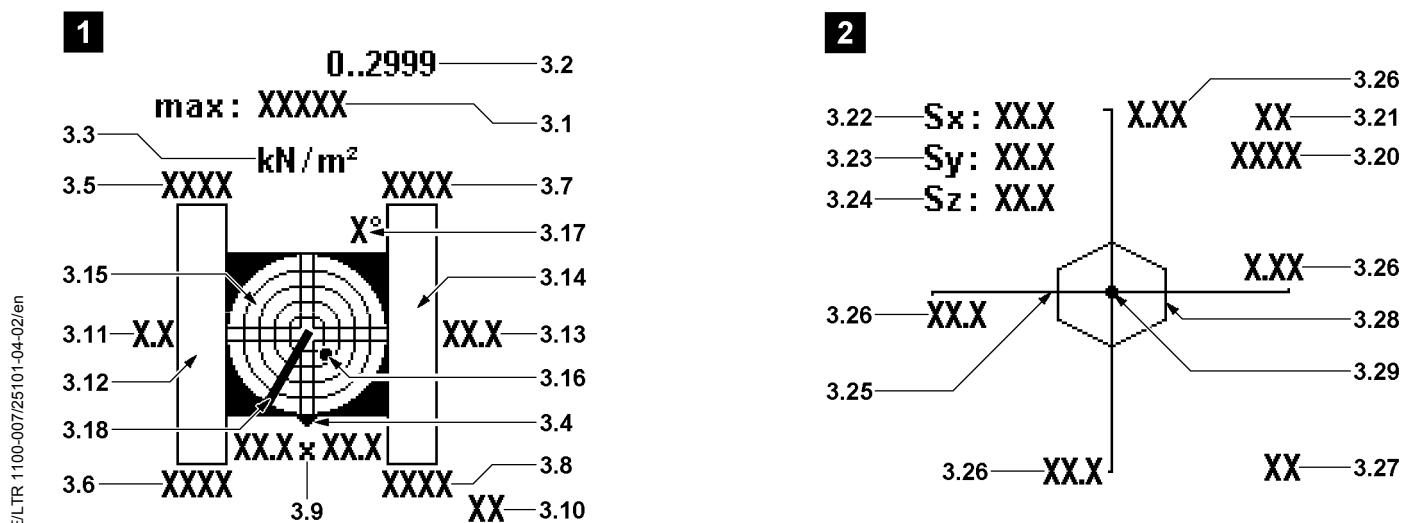 1
0..2999 3.2
max: XXXXX 3.1
3.3
kN/m²
3.5 XXXX XXXX 3.7
X° 3.17
3.15 3.14
3.11 X.X XX.X 3.13
3.12 3.16
3.18 3.4
XX.X x XX.X
3.6 XXXX XXXX 3.8
3.9 XX 3.10
2
3.26
3.22 Sx: XX.X X.XX XX 3.21
3.23 Sy: XX.X XXXX 3.20
3.24 Sz: XX.X
X.XX 3.26
3.26 XX.X 3.28
3.29
3.25
3.26 XX.X XX 3.27
/LTR 1100-007/25101-04-02/en